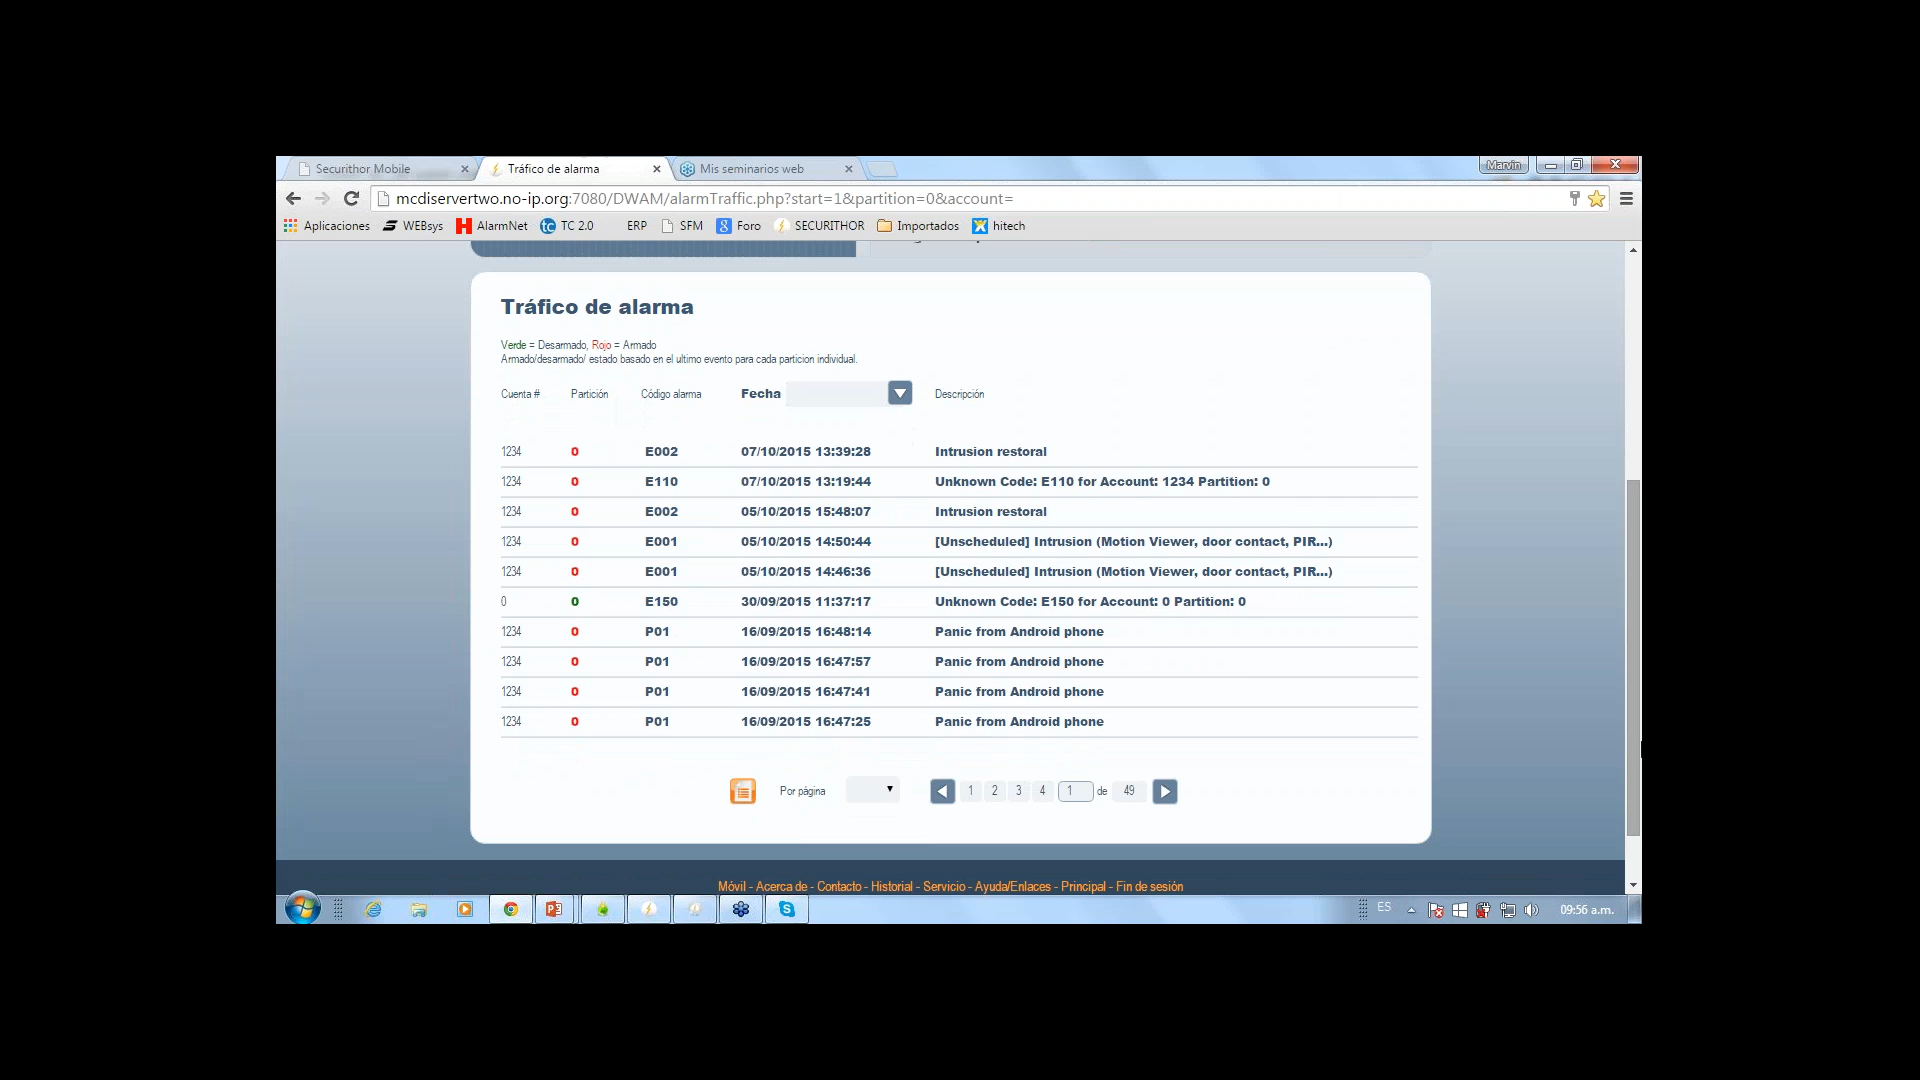 Securithor Mobile
Tráfico de alarma
Mis seminarios web
Marvin
mcdiservertwo.no-ip.org:7080/DWAM/alarmTraffic.php?start=1&partition=0&account=
Aplicaciones WEBsys AlarmNet TC 2.0 ERP SFM Foro SECURITHOR Importados hitech
Tráfico de alarma
Verde = Desarmado, Rojo = Armado
Armado/desarmado/ estado basado en el ultimo evento para cada particion individual.
Cuenta # Partición Código alarma Fecha Descripción
1234 0 E002 07/10/2015 13:39:28 Intrusion restoral
1234 0 E110 07/10/2015 13:19:44 Unknown Code: E110 for Account: 1234 Partition: 0
1234 0 E002 05/10/2015 15:48:07 Intrusion restoral
1234 0 E001 05/10/2015 14:50:44 [Unscheduled] Intrusion (Motion Viewer, door contact, PIR...)
1234 0 E001 05/10/2015 14:46:36 [Unscheduled] Intrusion (Motion Viewer, door contact, PIR...)
0 0 E150 30/09/2015 11:37:17 Unknown Code: E150 for Account: 0 Partition: 0
1234 0 P01 16/09/2015 16:48:14 Panic from Android phone
1234 0 P01 16/09/2015 16:47:57 Panic from Android phone
1234 0 P01 16/09/2015 16:47:41 Panic from Android phone
1234 0 P01 16/09/2015 16:47:25 Panic from Android phone
Por página 1 2 3 4 1 de 49
Móvil - Acerca de - Contacto - Historial - Servicio - Ayuda/Enlaces - Principal - Fin de sesión
ES 09:56 a.m.